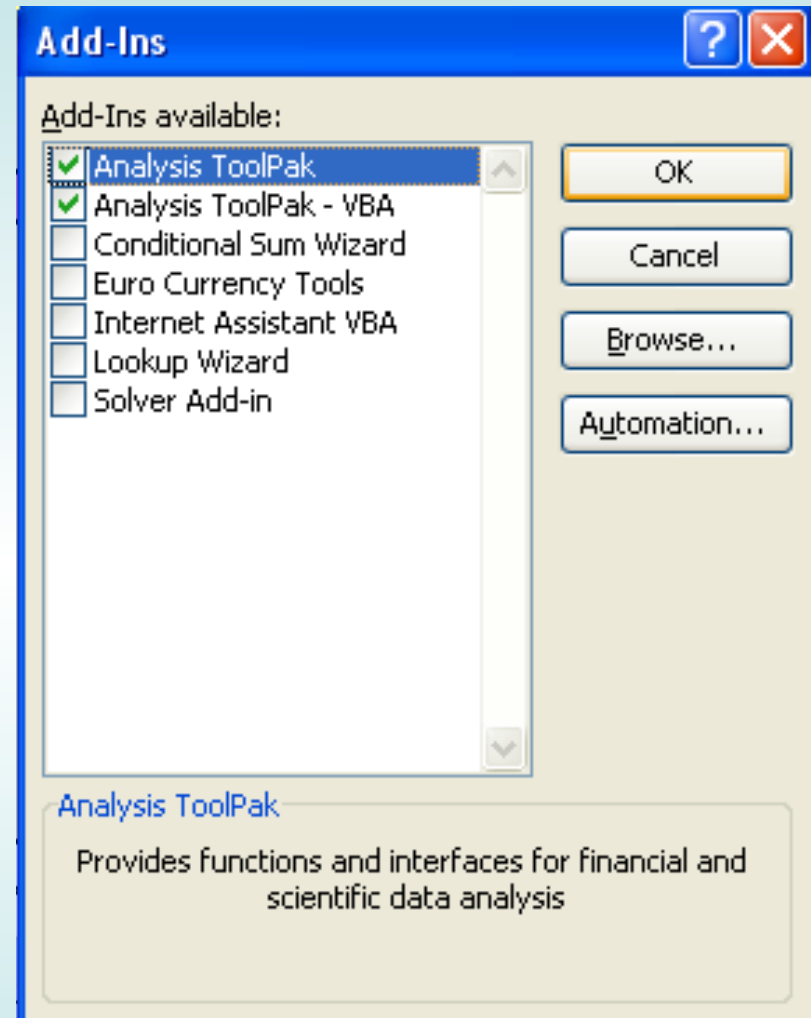 Add-Ins
?
Add-Ins available:
Analysis ToolPak
Analysis ToolPak - VBA
Conditional Sum Wizard
Euro Currency Tools
Internet Assistant VBA
Lookup Wizard
Solver Add-in
OK
Cancel
Browse...
Automation...
Analysis ToolPak
Provides functions and interfaces for financial and
scientific data analysis